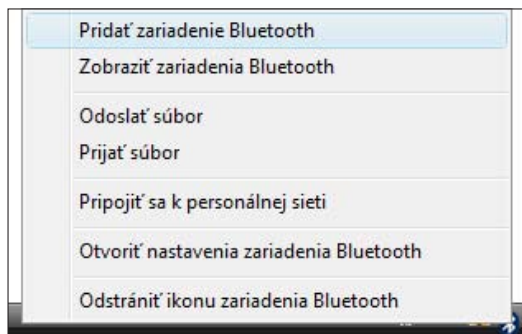 Pridať zariadenie Bluetooth
Zobraziť zariadenia Bluetooth
Odoslať súbor
Prijať súbor
Pripojiť sa k personálnej sieti
Otvoriť nastavenia zariadenia Bluetooth
Odstrániť ikonu zariadenia Bluetooth